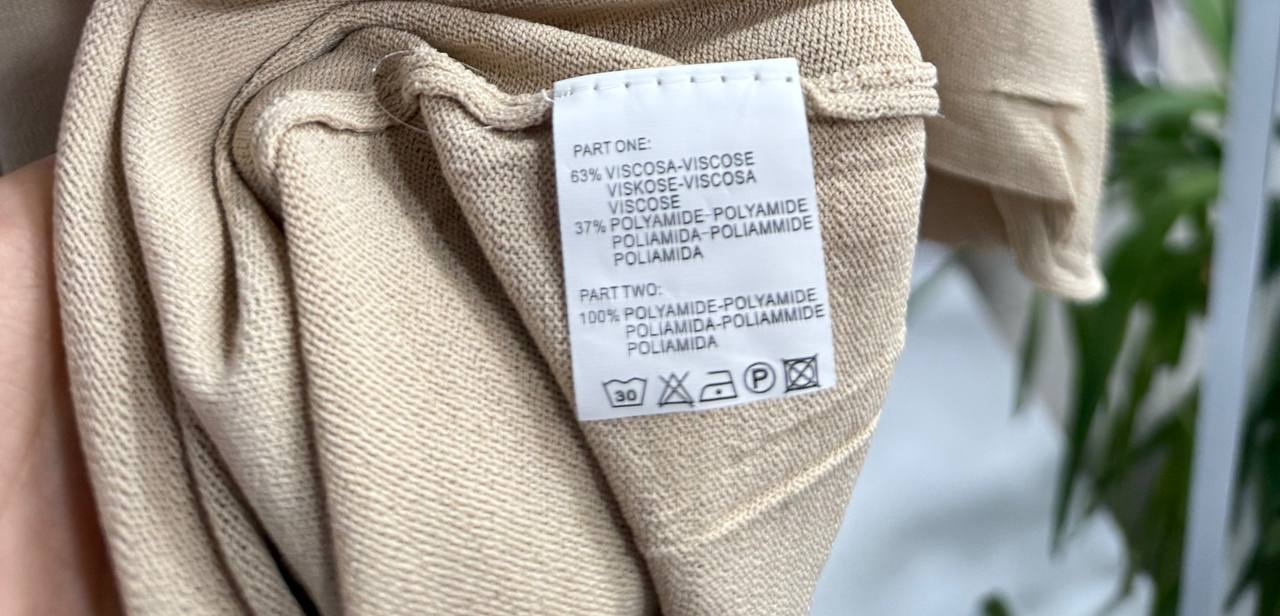 PART ONE:
63% VISCOSA-VISCOSE
VISKOSE-VISCOSA
VISCOSE
37% POLYAMIDE-POLYAMIDE
POLIAMIDA-POLIAMMIDE
POLIAMIDA
PART TWO:
100% POLYAMIDE-POLYAMIDE
POLIAMIDA-POLIAMMIDE
POLIAMIDA
30 P